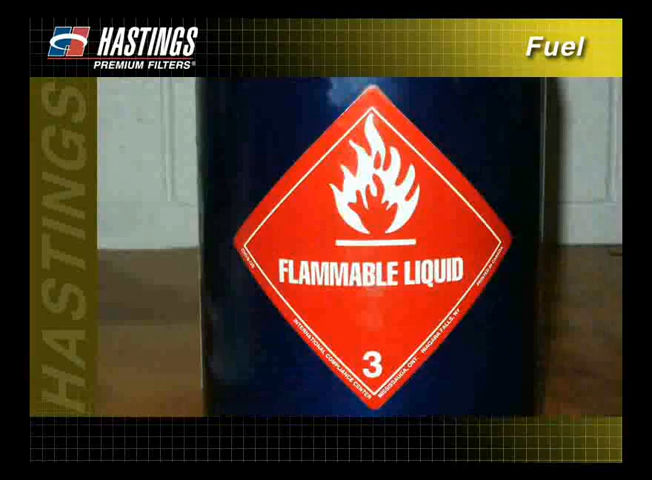 HASTINGS
PREMIUM FILTERS®
Fuel
HASTINGS
FLAMMABLE LIQUID
3
INTERNATIONAL COMPLIANCE CENTER
MISSISSAUGA, ONT. NIAGARA FALLS, NY